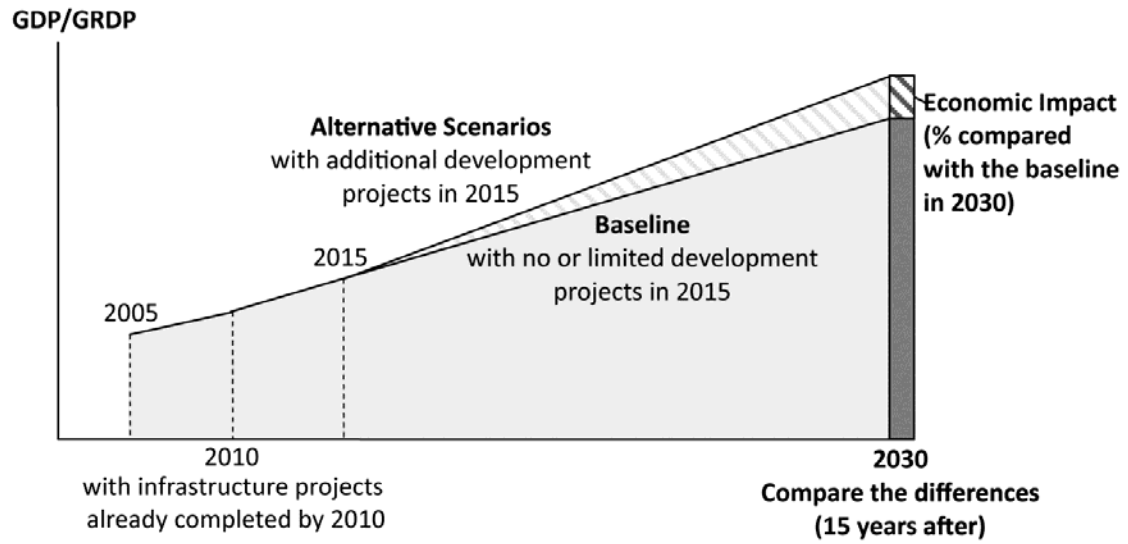 GDP/GRDP
Alternative Scenarios
with additional development
projects in 2015
Economic Impact
(% compared
with the baseline
in 2030)
Baseline
with no or limited development
projects in 2015
2015
2005
2010
with infrastructure projects
already completed by 2010
2030
Compare the differences
(15 years after)